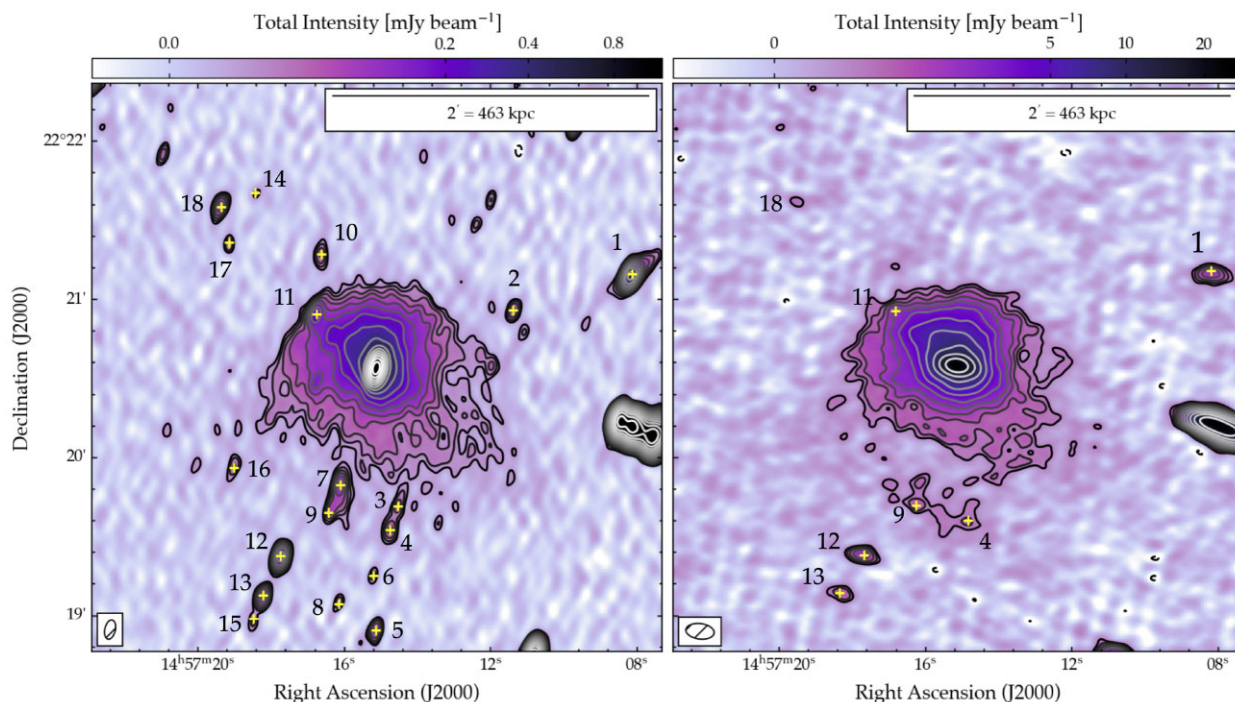 Total Intensity [mJy beam⁻¹]
0.0 0.2 0.4 0.8
2′ = 463 kpc
22°22′
21′
20′
19′
Declination (J2000)
14
18
17
10
1
2
11
7
16
3
9
4
12
6
13
8
15
5
14ʰ57ᵐ20ˢ 16ˢ 12ˢ 08ˢ
Right Ascension (J2000)
Total Intensity [mJy beam⁻¹]
0 5 10 20
2′ = 463 kpc
18
1
11
9
4
12
13
14ʰ57ᵐ20ˢ 16ˢ 12ˢ 08ˢ
Right Ascension (J2000)